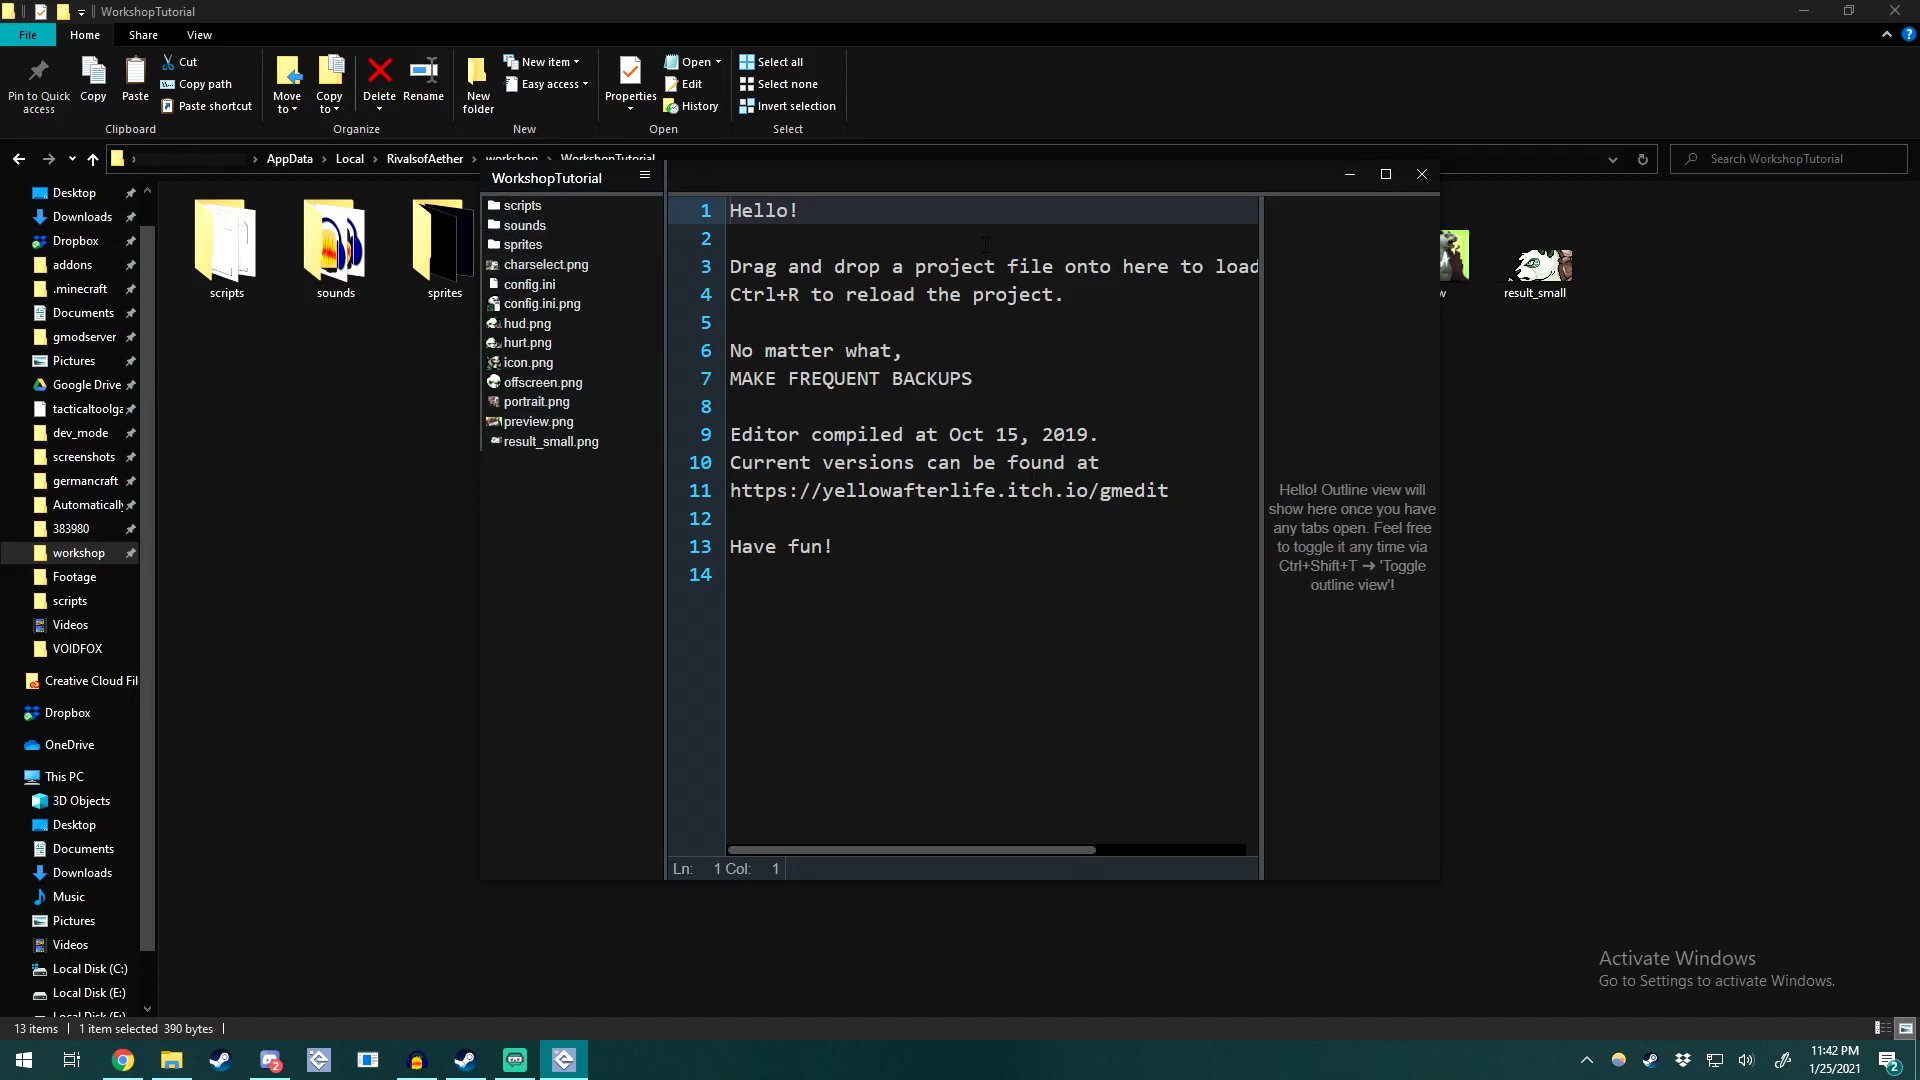 WorkshopTutorial
File
Home
Share
View
Pin to Quick access
Copy
Paste
Cut
Copy path
Paste shortcut
Clipboard
Move to
Copy to
Delete
Rename
Organize
New folder
New item
Easy access
New
Properties
Open
Edit
History
Open
Select all
Select none
Invert selection
Select
AppData
Local
RivalsofAether
workshop
WorkshopTutorial
Search WorkshopTutorial
Desktop
Downloads
Dropbox
addons
.minecraft
Documents
gmodserver
Pictures
Google Drive
tacticaltoolga
dev_mode
screenshots
germancraft
Automatically
383980
workshop
Footage
scripts
Videos
VOIDFOX
Creative Cloud Fil
Dropbox
OneDrive
This PC
3D Objects
Desktop
Documents
Downloads
Music
Pictures
Videos
Local Disk (C:)
Local Disk (E:)
scripts
sounds
sprites
w
result_small
WorkshopTutorial
scripts
sounds
sprites
charselect.png
config.ini
config.ini.png
hud.png
hurt.png
icon.png
offscreen.png
portrait.png
preview.png
result_small.png
1 Hello!
2
3 Drag and drop a project file onto here to load
4 Ctrl+R to reload the project.
5
6 No matter what,
7 MAKE FREQUENT BACKUPS
8
9 Editor compiled at Oct 15, 2019.
10 Current versions can be found at
11 https://yellowafterlife.itch.io/gmedit
12
13 Have fun!
14
Ln: 1 Col: 1
Hello! Outline view will
show here once you have
any tabs open. Feel free
to toggle it any time via
Ctrl+Shift+T ➜ 'Toggle
outline view'!
Activate Windows
Go to Settings to activate Windows.
13 items
1 item selected 390 bytes
2
11:42 PM
1/25/2021
2